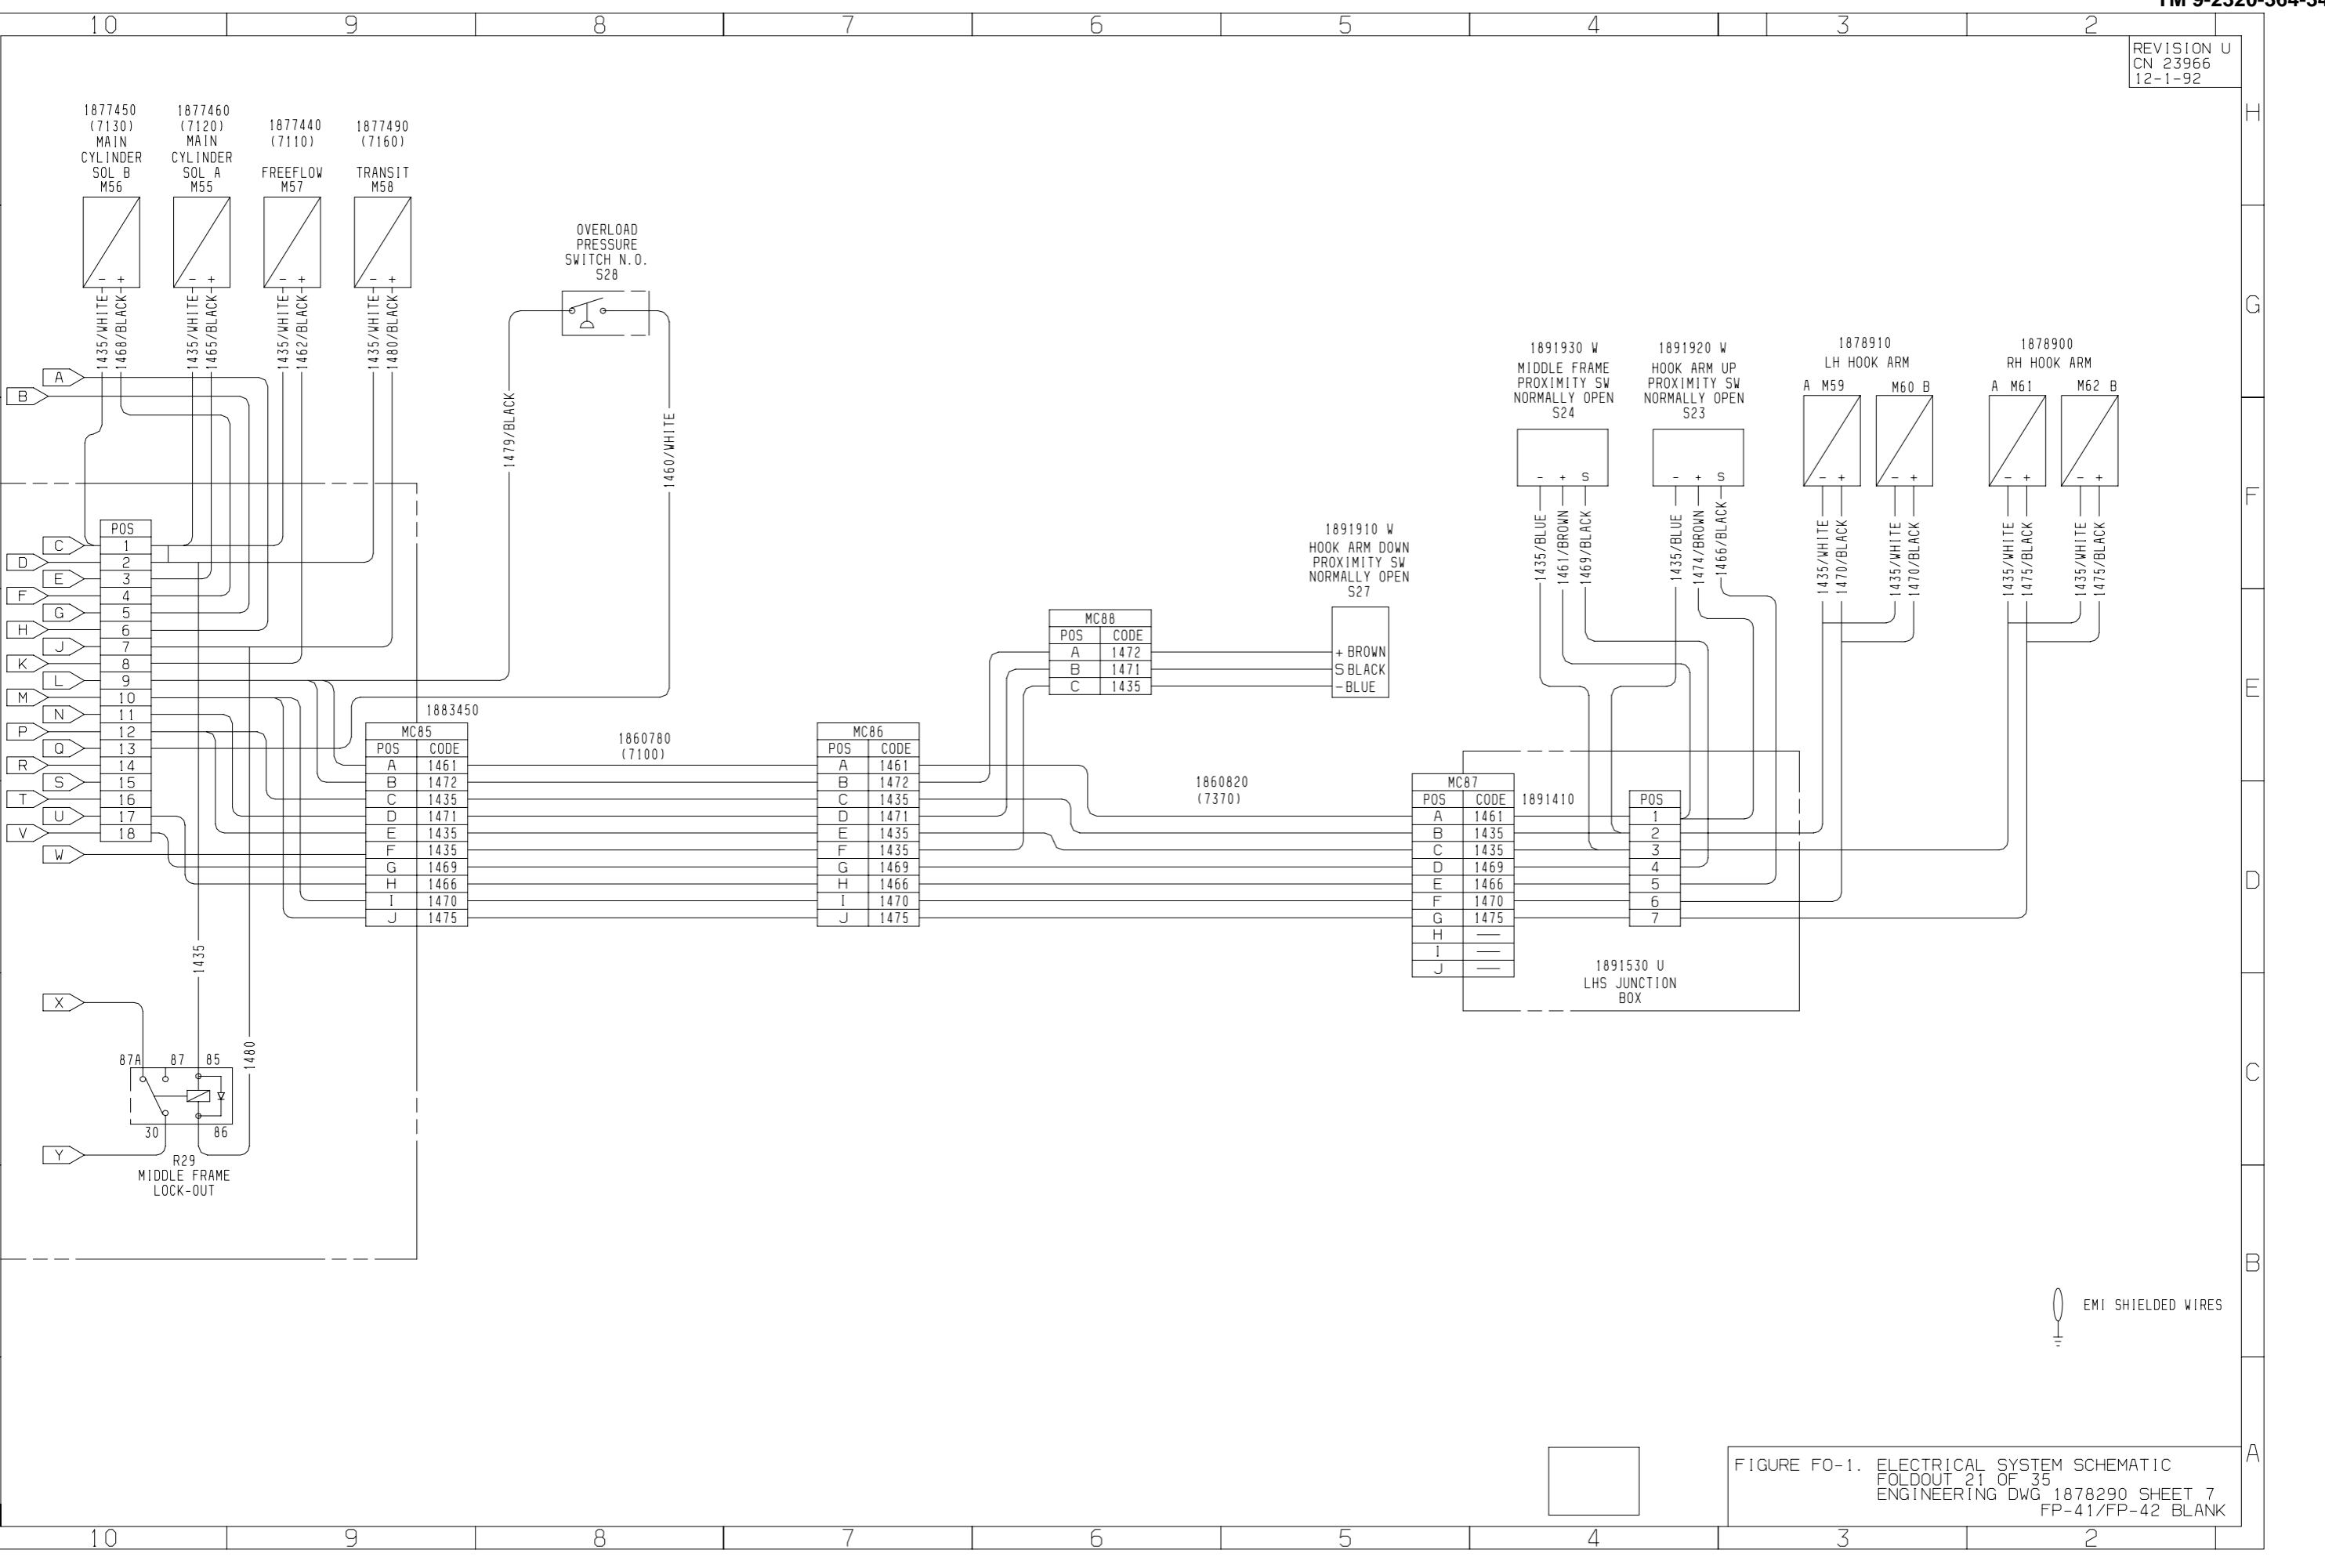 10 9 8 7 6 5 4 3 2
REVISION U
CN 23966
12-1-92
H
G
F
E
D
C
B
A
1877450
(7130)
MAIN
CYLINDER
SOL B
M56
- +
1435/WHITE
1468/BLACK
1877460
(7120)
MAIN
CYLINDER
SOL A
M55
- +
1435/WHITE
1465/BLACK
1877440
(7110)
FREEFLOW
M57
- +
1435/WHITE
1462/BLACK
1877490
(7160)
TRANSIT
M58
- +
1435/WHITE
1480/BLACK
OVERLOAD
PRESSURE
SWITCH N.O.
S28
1479/BLACK
1460/WHITE
1891930 W
MIDDLE FRAME
PROXIMITY SW
NORMALLY OPEN
S24
- + S
1435/BLUE
1461/BROWN
1469/BLACK
1891920 W
HOOK ARM UP
PROXIMITY SW
NORMALLY OPEN
S23
- + S
1435/BLUE
1474/BROWN
1466/BLACK
1878910
LH HOOK ARM
A M59 M60 B
- + - +
1435/WHITE
1470/BLACK
1435/WHITE
1470/BLACK
1878900
RH HOOK ARM
A M61 M62 B
- + - +
1435/WHITE
1475/BLACK
1435/WHITE
1475/BLACK
A
B
POS
C 1
D 2
E 3
F 4
G 5
H 6
J 7
K 8
L 9
M 10
N 11
P 12
Q 13
R 14
S 15
T 16
U 17
V 18
W
X
Y
1883450
MC85
POS CODE
A 1461
B 1472
C 1435
D 1471
E 1435
F 1435
G 1469
H 1466
I 1470
J 1475
1860780
(7100)
MC86
POS CODE
A 1461
B 1472
C 1435
D 1471
E 1435
F 1435
G 1469
H 1466
I 1470
J 1475
MC88
POS CODE
A 1472
B 1471
C 1435
1891910 W
HOOK ARM DOWN
PROXIMITY SW
NORMALLY OPEN
S27
+ BROWN
S BLACK
- BLUE
1860820
(7370)
MC87
POS CODE
A 1461
B 1435
C 1435
D 1469
E 1466
F 1470
G 1475
H —
I —
J —
1891410
POS
1
2
3
4
5
6
7
1891530 U
LHS JUNCTION
BOX
1435
1480
87A 87 85
30 86
R29
MIDDLE FRAME
LOCK-OUT
EMI SHIELDED WIRES
FIGURE FO-1. ELECTRICAL SYSTEM SCHEMATIC
FOLDOUT 21 OF 35
ENGINEERING DWG 1878290 SHEET 7
FP-41/FP-42 BLANK
10 9 8 7 6 5 4 3 2